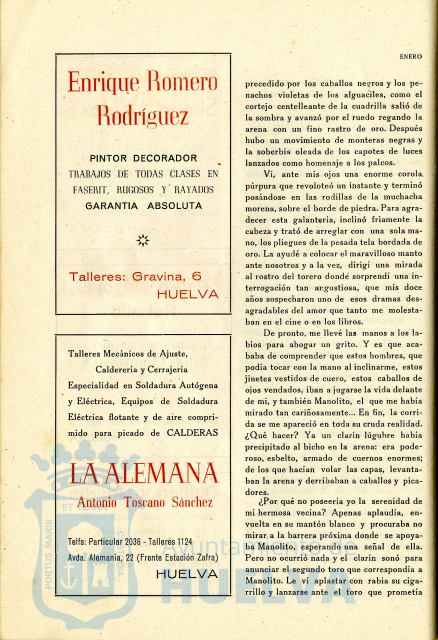 ENERO
Enrique Romero
Rodríguez
PINTOR DECORADOR
TRABAJOS DE TODAS CLASES EN
FASERIT, RUGOSOS Y RAYADOS
GARANTIA ABSOLUTA
Talleres: Gravina, 6
HUELVA
Talleres Mecánicos de Ajuste,
Calderería y Cerrajería
Especialidad en Soldadura Autógena
y Eléctrica, Equipos de Soldadura
Eléctrica flotante y de aire compri-
mido para picado de CALDERAS
LA ALEMANA
Antonio Toscano Sánchez
Telfs: Particular 2036 - Talleres 1124
Avda. Alemania, 22 (Frente Estación Zafra)
HUELVA
precedido por los caballos negros y los pe-
nachos violetas de los alguasciles, como el
cortejo centelleante de la cuadrilla salió de
la sombra y avanzó por el ruedo regando la
arena con un fino rastro de oro. Después
hubo un movimiento de monteras negras y
la soberbia oleada de los capotes de luces
lanzados como homenaje a los palcos.
Ví, ante mis ojos una enorme corola
púrpura que revoloteó un instante y terminó
posándose en las rodillas de la muchacha
morena, sobre el borde de piedra. Para agra-
decer esta galantería, inclinó friamente la
cabeza y trató de arreglar con una sola ma-
no, los pliegues de la pesada tela bordada de
oro. La ayudé a colocar el maravilloso manto
ante nosotros y a la vez, dirigí una mirada
al rostro del torero donde sorprendí una in-
terrogación tan angustiosa, que mis doce
años sospecharon uno de esos dramas des-
agradables del amor que tanto me molesta-
ban en el cine o en los libros.
De pronto, me llevé las manos a los la-
bios para ahogar un grito. Y es que aca-
baba de comprender que estos hombres, que
podía tocar con la mano al inclinarme, estos
jinetes vestidos de cuero, estos caballos de
ojos vendados, iban a jugarse la vida delante
de mi, y también Manolito, el que me había
mirado tan cariñosamente... En fin, la corri-
da se me apareció en toda su cruda realidad.
¿Qué hacer? Ya un clarin lúgubre había
precipitado al bicho en la arena: era pode-
roso, esbelto, armado de cuernos enormes;
de los que hacian volar las capas, levanta-
ban la arena y derribaban a caballos y pica-
dores.
¿Por qué no poseería yo la serenidad de
mi hermosa vecina? Apenas aplaudía, en-
vuelta en su mantón blanco y procuraba no
mirar a la barrera próxima donde se apoya-
ba Manolito, esperando una señal de ella.
Pero no ocurrió nada y el clarin sonó para
anunciar el segundo toro que correspondia a
Manolito. Le ví aplastar con rabia su ciga-
rrillo y lanzarse ante el toro que prometía
PORTUS MARIS
Ayuntamiento de
HUELVA